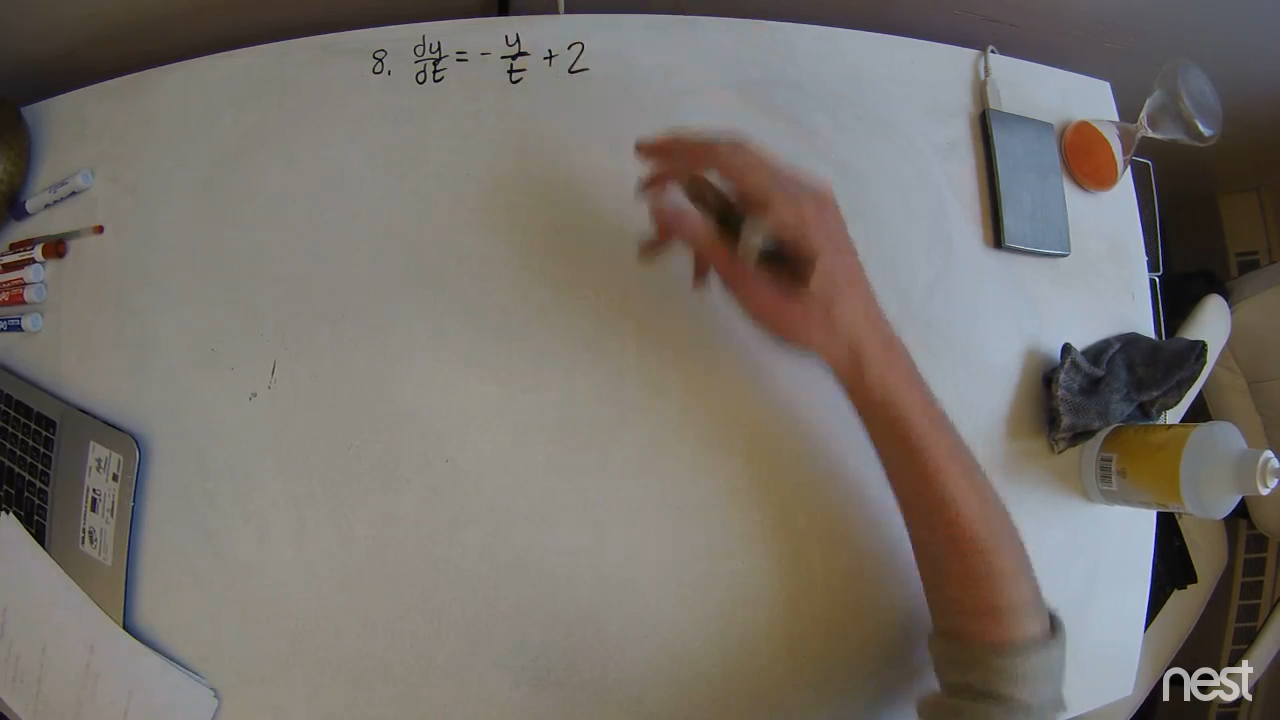 8. dy/dt = - y/t + 2
nest